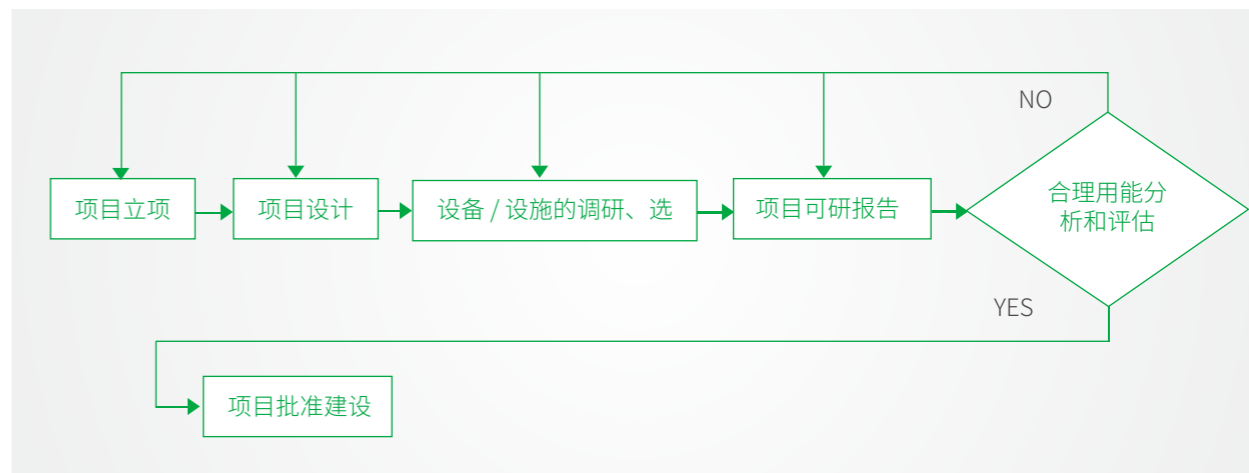 NO
项目立项
项目设计
设备 / 设施的调研、选
项目可研报告
合理用能分
析和评估
YES
项目批准建设